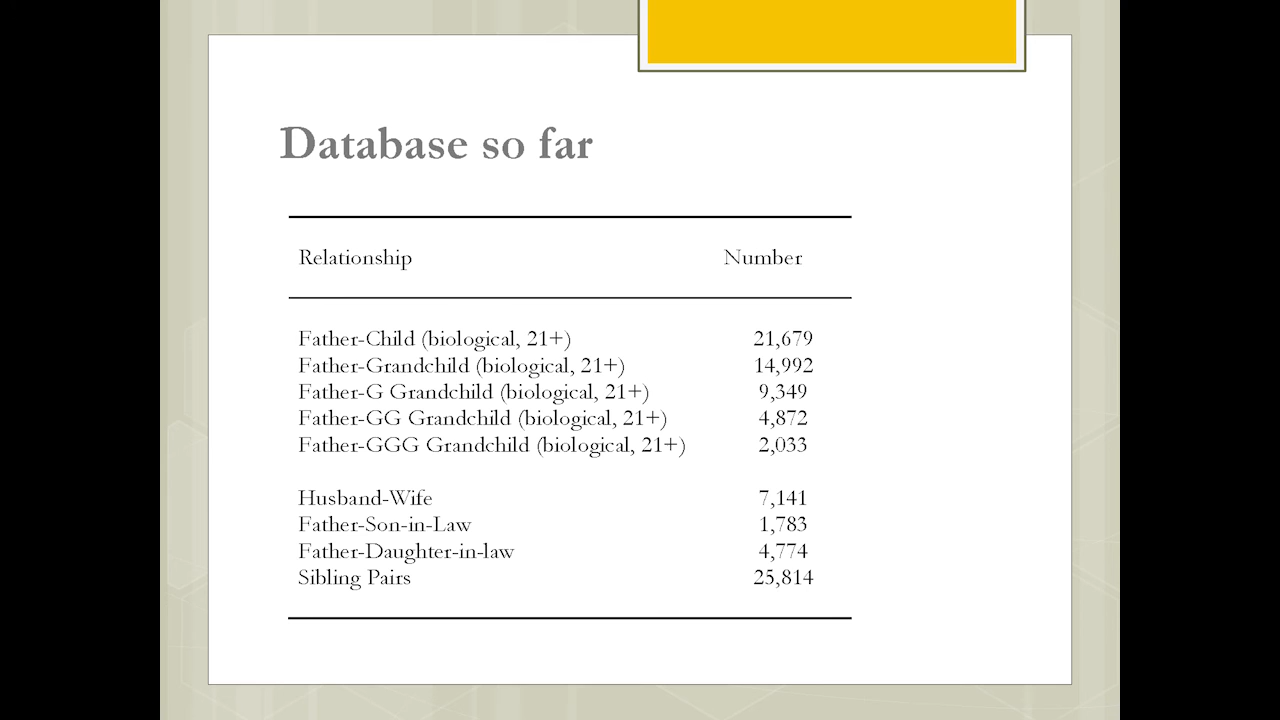 Database so far
Relationship Number
Father-Child (biological, 21+) 21,679
Father-Grandchild (biological, 21+) 14,992
Father-G Grandchild (biological, 21+) 9,349
Father-GG Grandchild (biological, 21+) 4,872
Father-GGG Grandchild (biological, 21+) 2,033
Husband-Wife 7,141
Father-Son-in-Law 1,783
Father-Daughter-in-law 4,774
Sibling Pairs 25,814